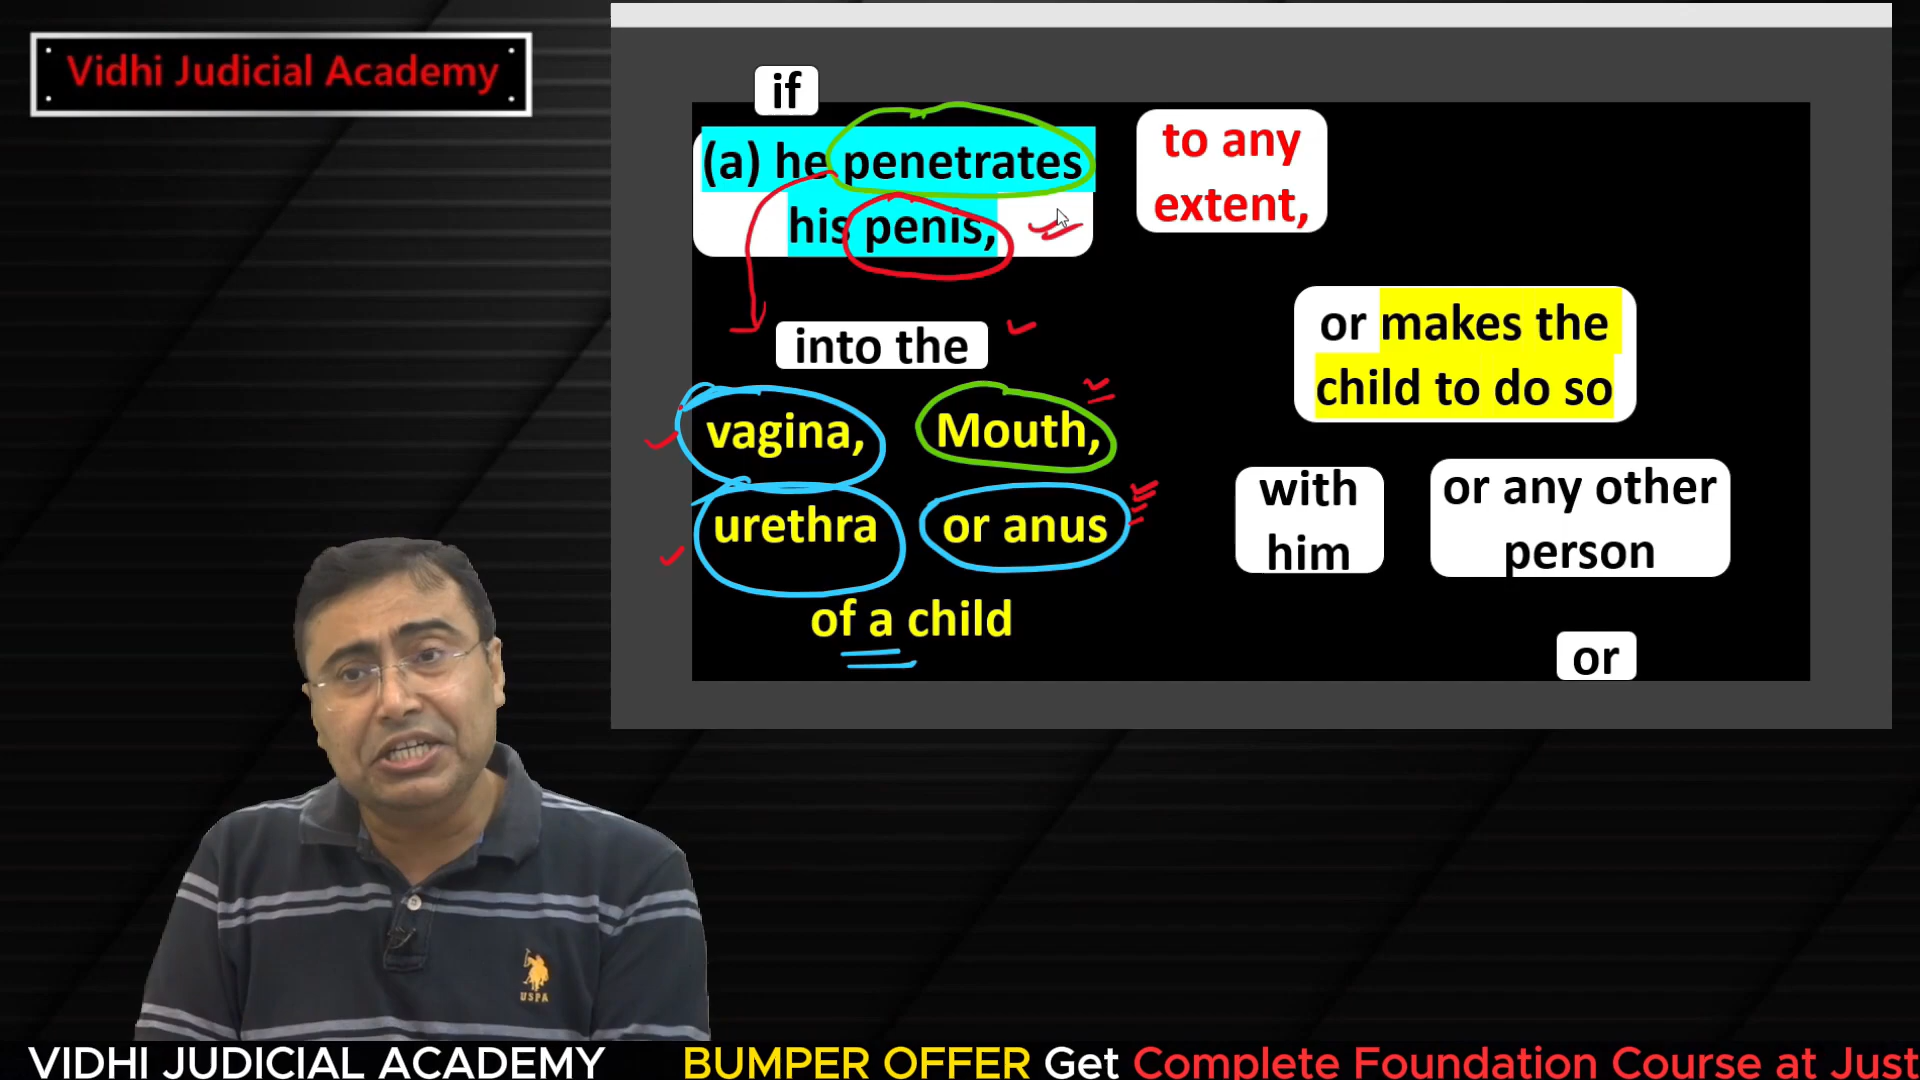 Vidhi Judicial Academy
if
(a) he penetrates
his penis,
to any
extent,
into the
vagina,
Mouth,
urethra
or anus
of a child
or makes the
child to do so
with
him
or any other
person
or
USPA
VIDHI JUDICIAL ACADEMY
BUMPER OFFER Get Complete Foundation Course at Just